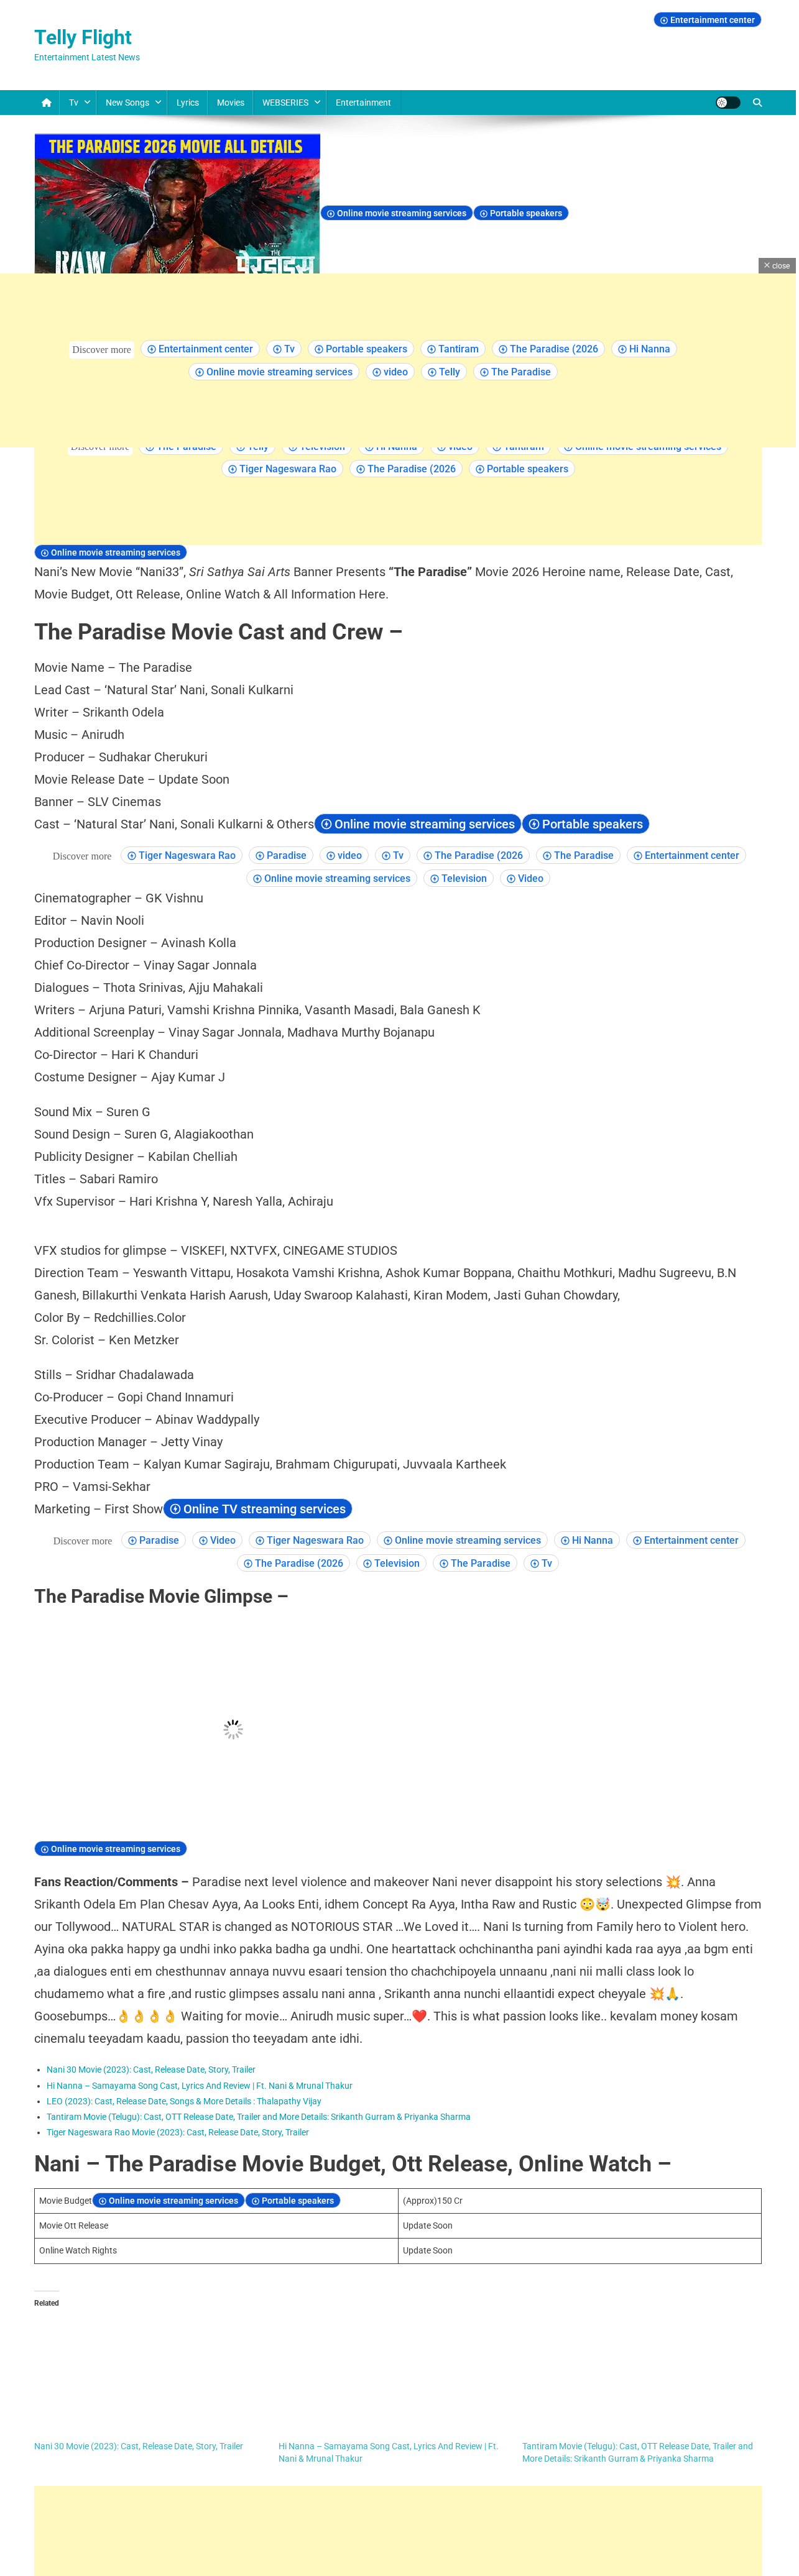 Entertainment center
Telly Flight
Entertainment Latest News
Tv
New Songs
Lyrics
Movies
WEBSERIES
Entertainment
THE PARADISE 2026 MOVIE ALL DETAILS
RAW
THE
पैराडाइस
Online movie streaming services
Portable speakers
close
Discover more
Entertainment center
Tv
Portable speakers
Tantiram
The Paradise (2026
Hi Nanna
Online movie streaming services
video
Telly
The Paradise
Tiger Nageswara Rao
The Paradise (2026
Portable speakers
Online movie streaming services
Nani’s New Movie “Nani33”, Sri Sathya Sai Arts Banner Presents “The Paradise” Movie 2026 Heroine name, Release Date, Cast,
Movie Budget, Ott Release, Online Watch & All Information Here.
The Paradise Movie Cast and Crew –
Movie Name – The Paradise
Lead Cast – ‘Natural Star’ Nani, Sonali Kulkarni
Writer – Srikanth Odela
Music – Anirudh
Producer – Sudhakar Cherukuri
Movie Release Date – Update Soon
Banner – SLV Cinemas
Cast – ‘Natural Star’ Nani, Sonali Kulkarni & Others Online movie streaming services Portable speakers
Discover more
Tiger Nageswara Rao
Paradise
video
Tv
The Paradise (2026
The Paradise
Entertainment center
Online movie streaming services
Television
Video
Cinematographer – GK Vishnu
Editor – Navin Nooli
Production Designer – Avinash Kolla
Chief Co-Director – Vinay Sagar Jonnala
Dialogues – Thota Srinivas, Ajju Mahakali
Writers – Arjuna Paturi, Vamshi Krishna Pinnika, Vasanth Masadi, Bala Ganesh K
Additional Screenplay – Vinay Sagar Jonnala, Madhava Murthy Bojanapu
Co-Director – Hari K Chanduri
Costume Designer – Ajay Kumar J
Sound Mix – Suren G
Sound Design – Suren G, Alagiakoothan
Publicity Designer – Kabilan Chelliah
Titles – Sabari Ramiro
Vfx Supervisor – Hari Krishna Y, Naresh Yalla, Achiraju
VFX studios for glimpse – VISKEFI, NXTVFX, CINEGAME STUDIOS
Direction Team – Yeswanth Vittapu, Hosakota Vamshi Krishna, Ashok Kumar Boppana, Chaithu Mothkuri, Madhu Sugreevu, B.N
Ganesh, Billakurthi Venkata Harish Aarush, Uday Swaroop Kalahasti, Kiran Modem, Jasti Guhan Chowdary,
Color By – Redchillies.Color
Sr. Colorist – Ken Metzker
Stills – Sridhar Chadalawada
Co-Producer – Gopi Chand Innamuri
Executive Producer – Abinav Waddypally
Production Manager – Jetty Vinay
Production Team – Kalyan Kumar Sagiraju, Brahmam Chigurupati, Juvvaala Kartheek
PRO – Vamsi-Sekhar
Marketing – First Show Online TV streaming services
Discover more
Paradise
Video
Tiger Nageswara Rao
Online movie streaming services
Hi Nanna
Entertainment center
The Paradise (2026
Television
The Paradise
Tv
The Paradise Movie Glimpse –
Online movie streaming services
Fans Reaction/Comments – Paradise next level violence and makeover Nani never disappoint his story selections 💥. Anna
Srikanth Odela Em Plan Chesav Ayya, Aa Looks Enti, idhem Concept Ra Ayya, Intha Raw and Rustic 😳🤯. Unexpected Glimpse from
our Tollywood… NATURAL STAR is changed as NOTORIOUS STAR …We Loved it…. Nani Is turning from Family hero to Violent hero.
Ayina oka pakka happy ga undhi inko pakka badha ga undhi. One heartattack ochchinantha pani ayindhi kada raa ayya ,aa bgm enti
,aa dialogues enti em chesthunnav annaya nuvvu esaari tension tho chachchipoyela unnaanu ,nani nii malli class look lo
chudamemo what a fire ,and rustic glimpses assalu nani anna , Srikanth anna nunchi ellaantidi expect cheyyale 💥🙏.
Goosebumps…👌👌👌👌 Waiting for movie… Anirudh music super…❤️. This is what passion looks like.. kevalam money kosam
cinemalu teeyadam kaadu, passion tho teeyadam ante idhi.
Nani 30 Movie (2023): Cast, Release Date, Story, Trailer
Hi Nanna – Samayama Song Cast, Lyrics And Review | Ft. Nani & Mrunal Thakur
LEO (2023): Cast, Release Date, Songs & More Details : Thalapathy Vijay
Tantiram Movie (Telugu): Cast, OTT Release Date, Trailer and More Details: Srikanth Gurram & Priyanka Sharma
Tiger Nageswara Rao Movie (2023): Cast, Release Date, Story, Trailer
Nani – The Paradise Movie Budget, Ott Release, Online Watch –
Movie Budget Online movie streaming services Portable speakers
(Approx)150 Cr
Movie Ott Release
Update Soon
Online Watch Rights
Update Soon
Related
Nani 30 Movie (2023): Cast, Release Date, Story, Trailer
Hi Nanna – Samayama Song Cast, Lyrics And Review | Ft.
Nani & Mrunal Thakur
Tantiram Movie (Telugu): Cast, OTT Release Date, Trailer and
More Details: Srikanth Gurram & Priyanka Sharma